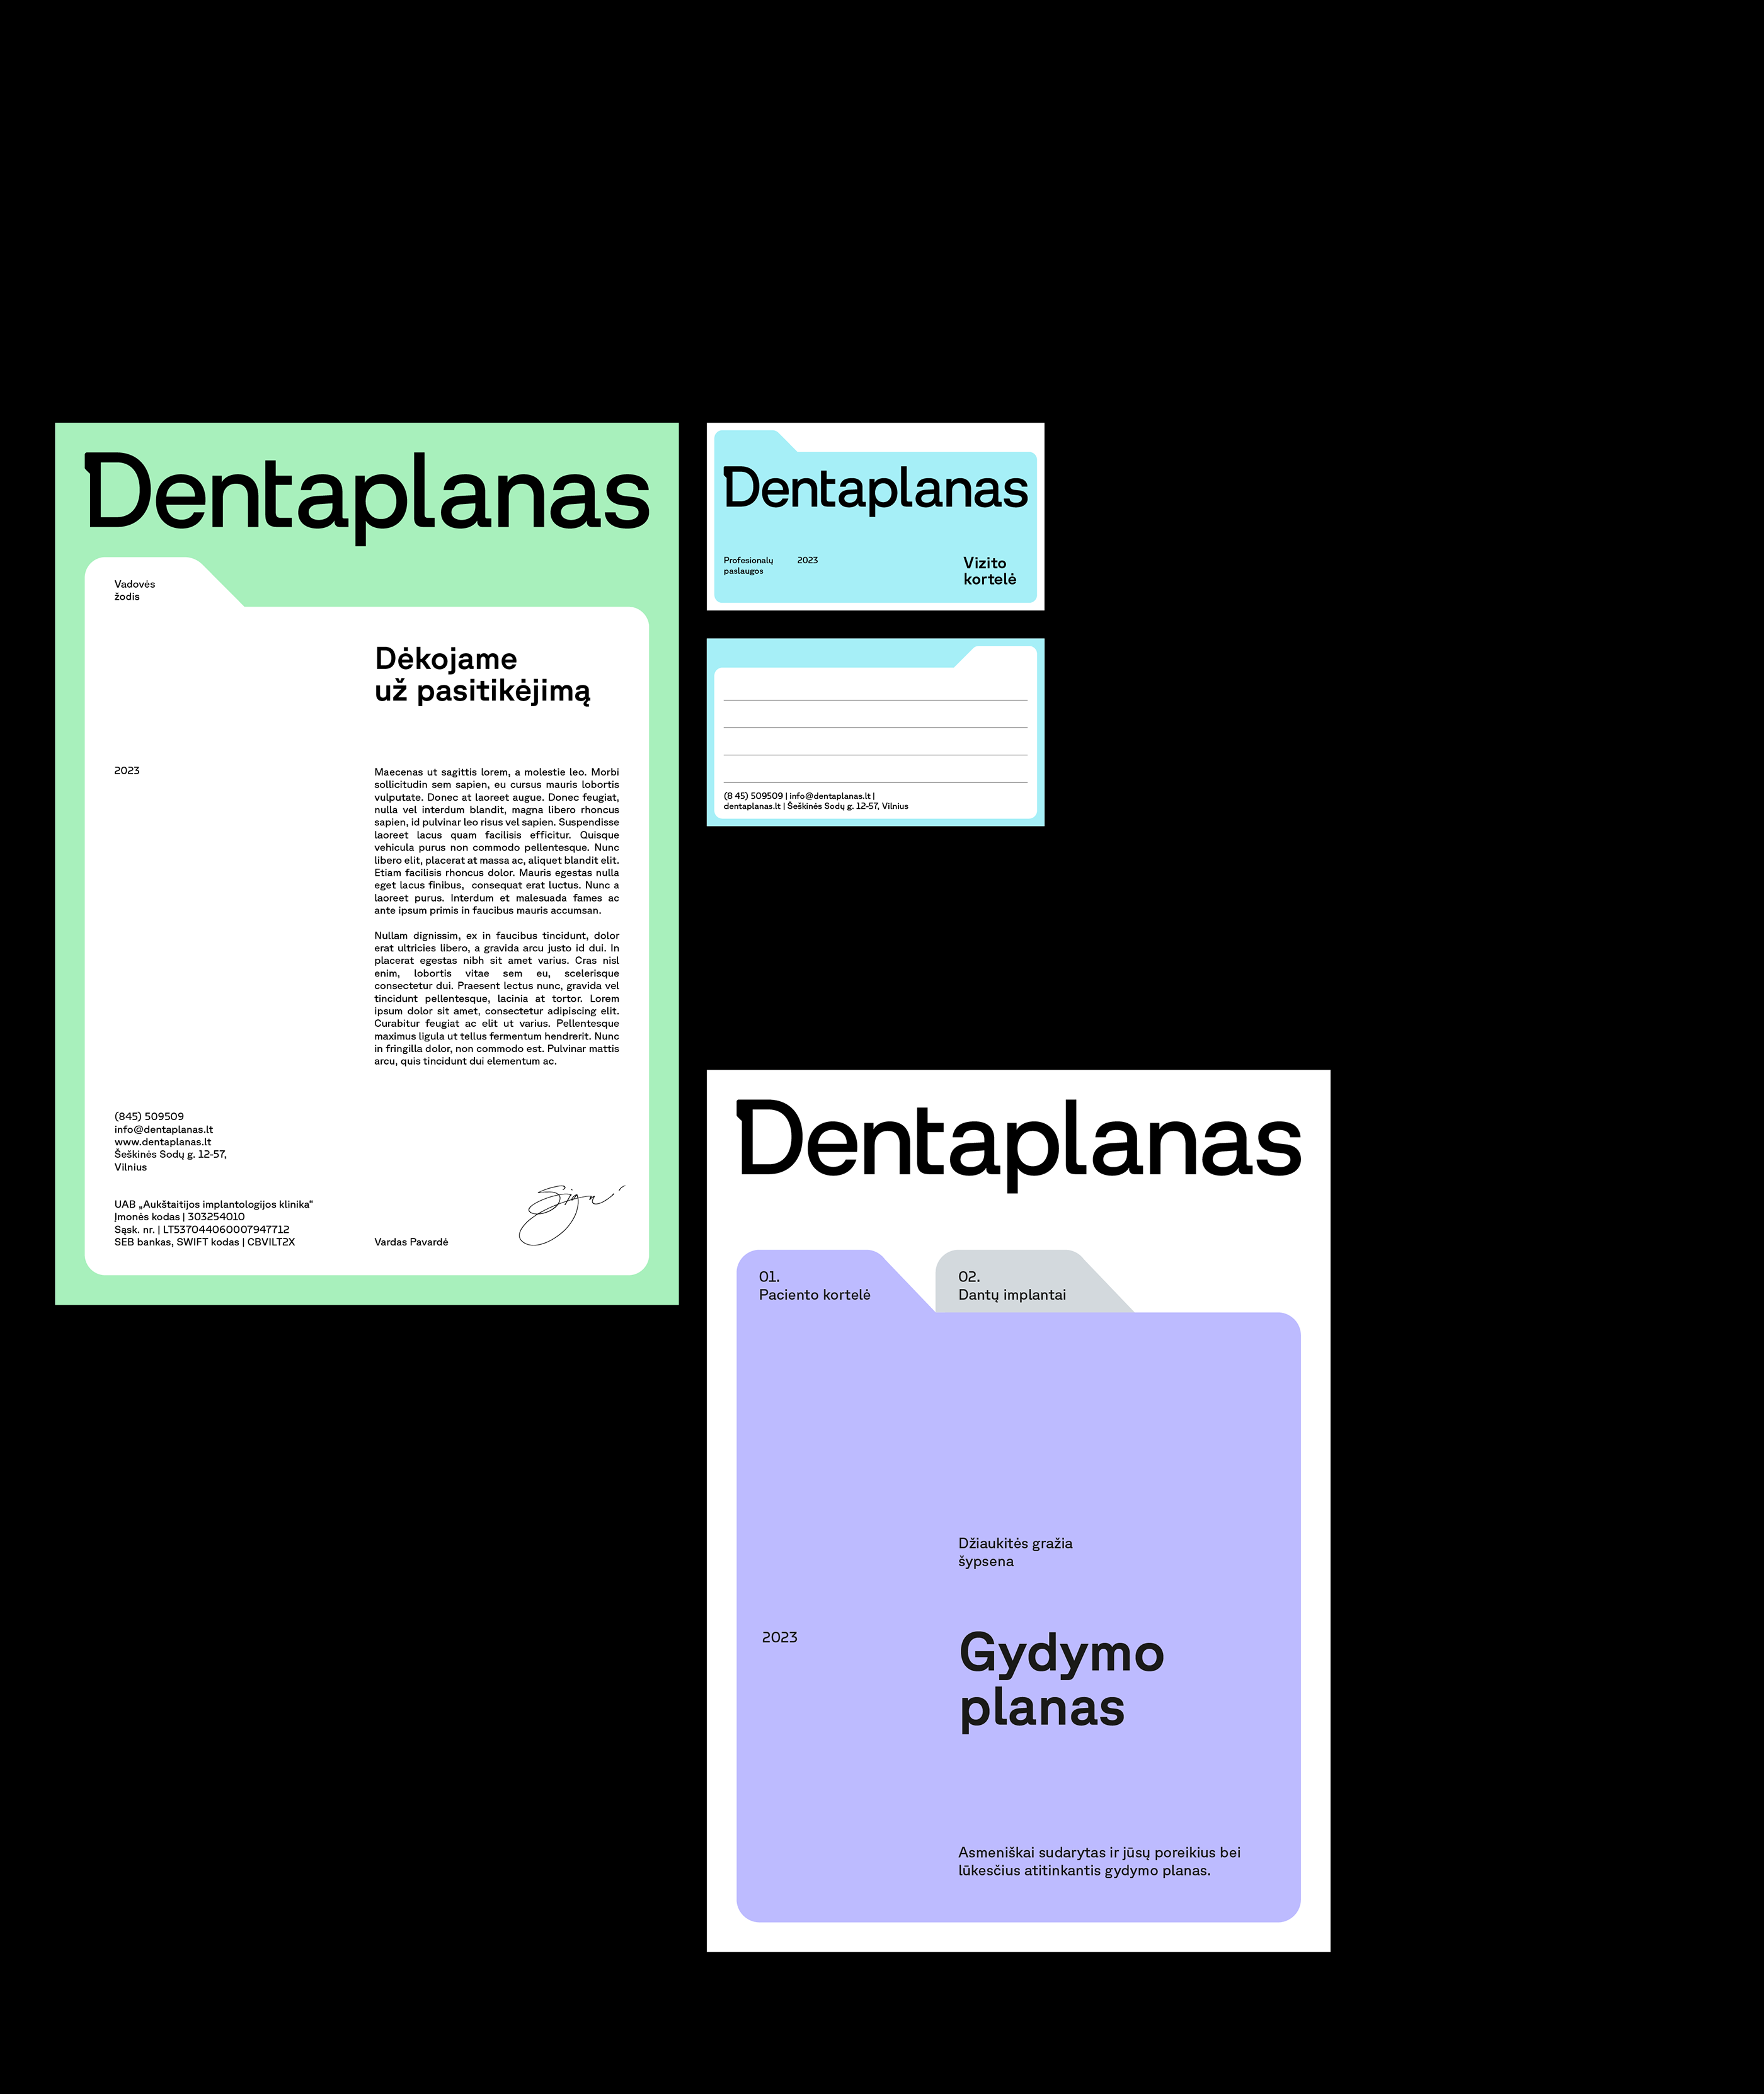 Dentaplanas
Vadovės
žodis
Dėkojame
už pasitikėjimą
2023
Maecenas ut sagittis lorem, a molestie leo. Morbi
sollicitudin sem sapien, eu cursus mauris lobortis
vulputate. Donec at laoreet augue. Donec feugiat,
nulla vel interdum blandit, magna libero rhoncus
sapien, id pulvinar leo risus vel sapien. Suspendisse
laoreet lacus quam facilisis efficitur. Quisque
vehicula purus non commodo pellentesque. Nunc
libero elit, placerat at massa ac, aliquet blandit elit.
Etiam facilisis rhoncus dolor. Mauris egestas nulla
eget lacus finibus, consequat erat luctus. Nunc a
laoreet purus. Interdum et malesuada fames ac
ante ipsum primis in faucibus mauris accumsan.
Nullam dignissim, ex in faucibus tincidunt, dolor
erat ultricies libero, a gravida arcu justo id dui. In
placerat egestas nibh sit amet varius. Cras nisl
enim, lobortis vitae sem eu, scelerisque
consectetur dui. Praesent lectus nunc, gravida vel
tincidunt pellentesque, lacinia at tortor. Lorem
ipsum dolor sit amet, consectetur adipiscing elit.
Curabitur feugiat ac elit ut varius. Pellentesque
maximus ligula ut tellus fermentum hendrerit. Nunc
in fringilla dolor, non commodo est. Pulvinar mattis
arcu, quis tincidunt dui elementum ac.
(845) 509509
info@dentaplanas.lt
www.dentaplanas.lt
Šeškinės Sodų g. 12-57,
Vilnius
UAB „Aukštaitijos implantologijos klinika"
Įmonės kodas | 303254010
Sąsk. nr. | LT537044060007947712
SEB bankas, SWIFT kodas | CBVILT2X
Vardas Pavardė
Dentaplanas
Profesionalų
paslaugos
2023
Vizito
kortelė
(8 45) 509509 | info@dentaplanas.lt |
dentaplanas.lt | Šeškinės Sodų g. 12-57, Vilnius
Dentaplanas
01.
Paciento kortelė
02.
Dantų implantai
Džiaukitės gražia
šypsena
2023
Gydymo
planas
Asmeniškai sudarytas ir jūsų poreikius bei
lūkesčius atitinkantis gydymo planas.